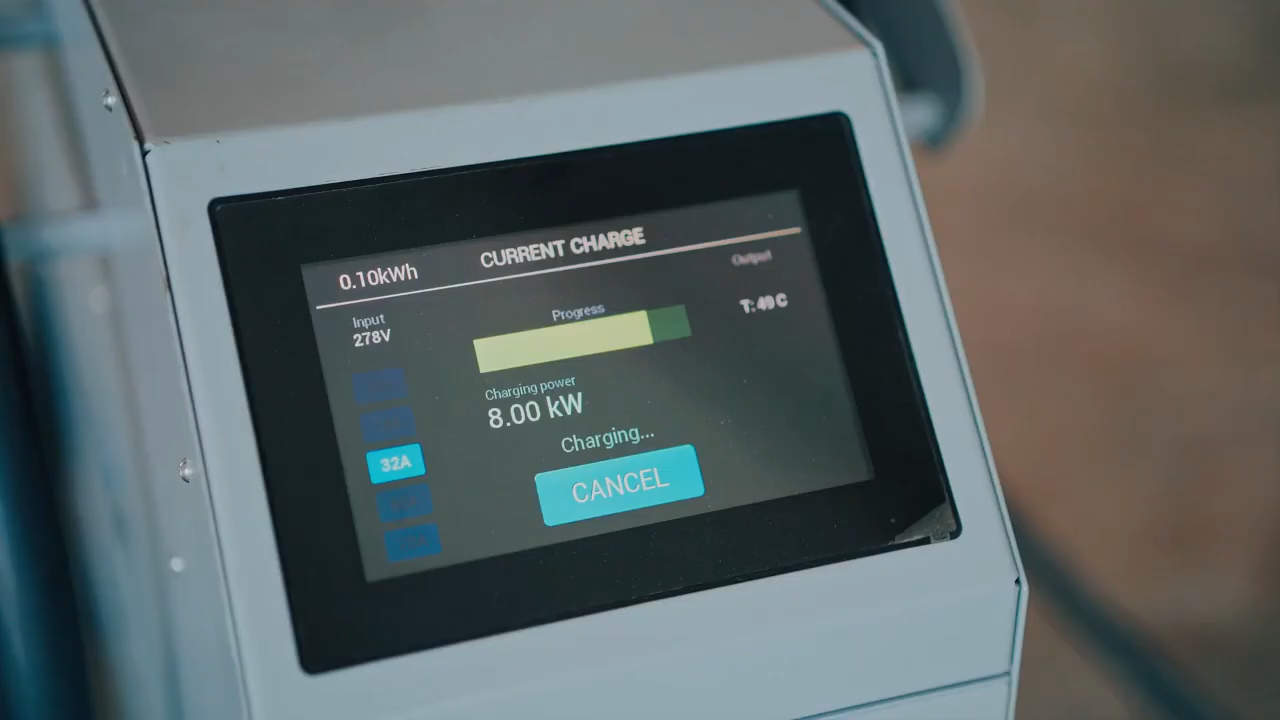 0.10kWh
CURRENT CHARGE
Input
278V
Progress
Output
T: 49 C
Charging power
8.00 kW
32A
Charging...
CANCEL